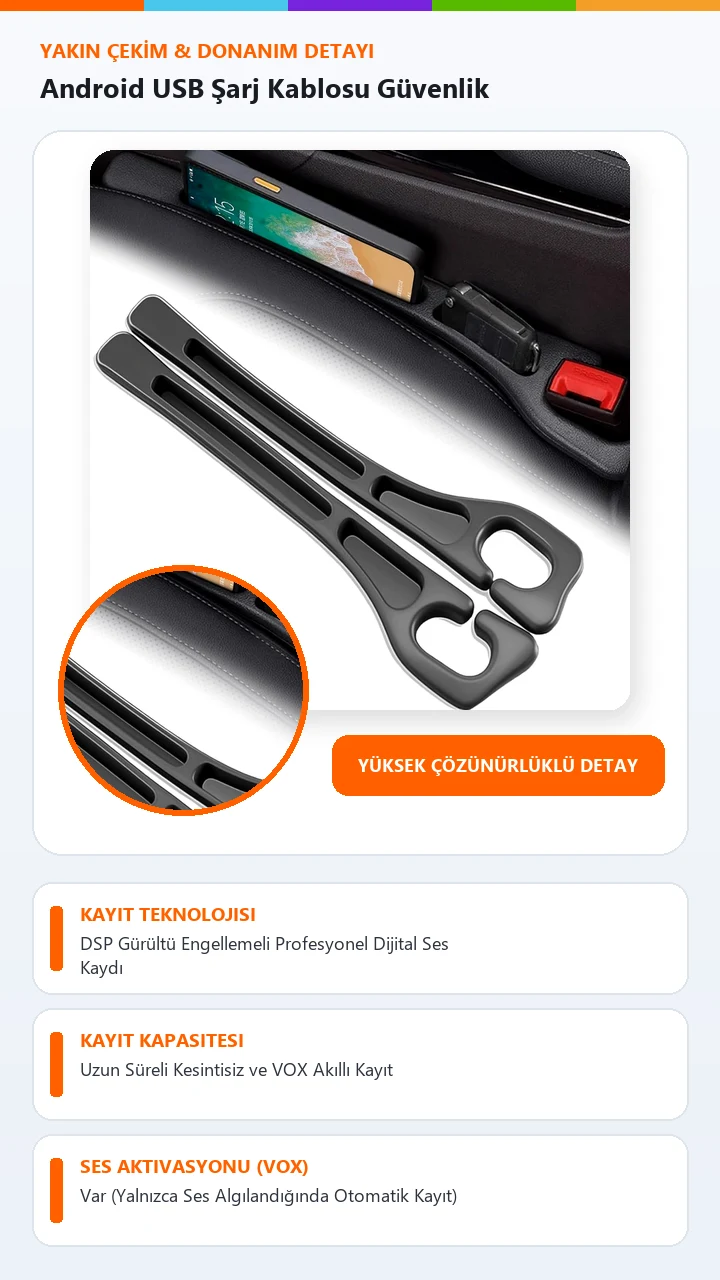 YAKIN ÇEKİM & DONANIM DETAYI
Android USB Şarj Kablosu Güvenlik
YÜKSEK ÇÖZÜNÜRLÜKLÜ DETAY
KAYIT TEKNOLOJISI
DSP Gürültü Engellemeli Profesyonel Dijital Ses
Kaydı
KAYIT KAPASITESI
Uzun Süreli Kesintisiz ve VOX Akıllı Kayıt
SES AKTIVASYONU (VOX)
Var (Yalnızca Ses Algılandığında Otomatik Kayıt)